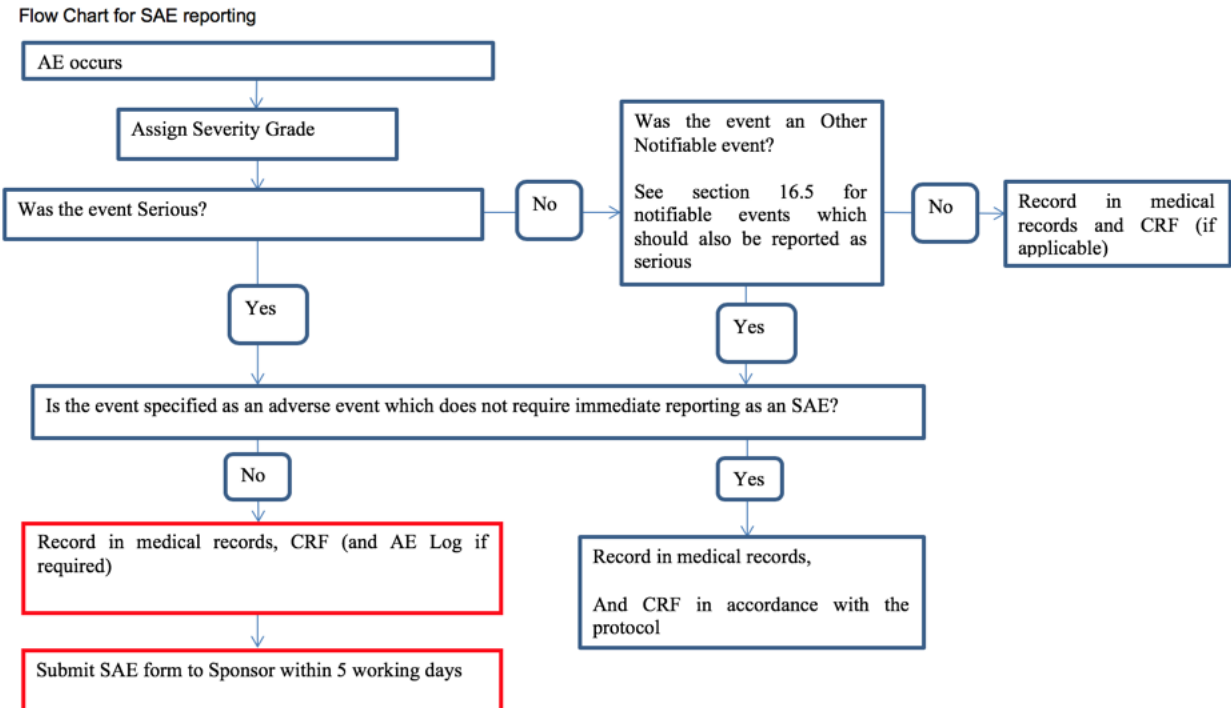 Flow Chart for SAE reporting
AE occurs
Assign Severity Grade
Was the event Serious?
No
Was the event an Other
Notifiable event?
See section 16.5 for
notifiable events which
should also be reported as
serious
No
Record in medical
records and CRF (if
applicable)
Yes
Yes
Is the event specified as an adverse event which does not require immediate reporting as an SAE?
No
Yes
Record in medical records, CRF (and AE Log if
required)
Record in medical records,
And CRF in accordance with the
protocol
Submit SAE form to Sponsor within 5 working days